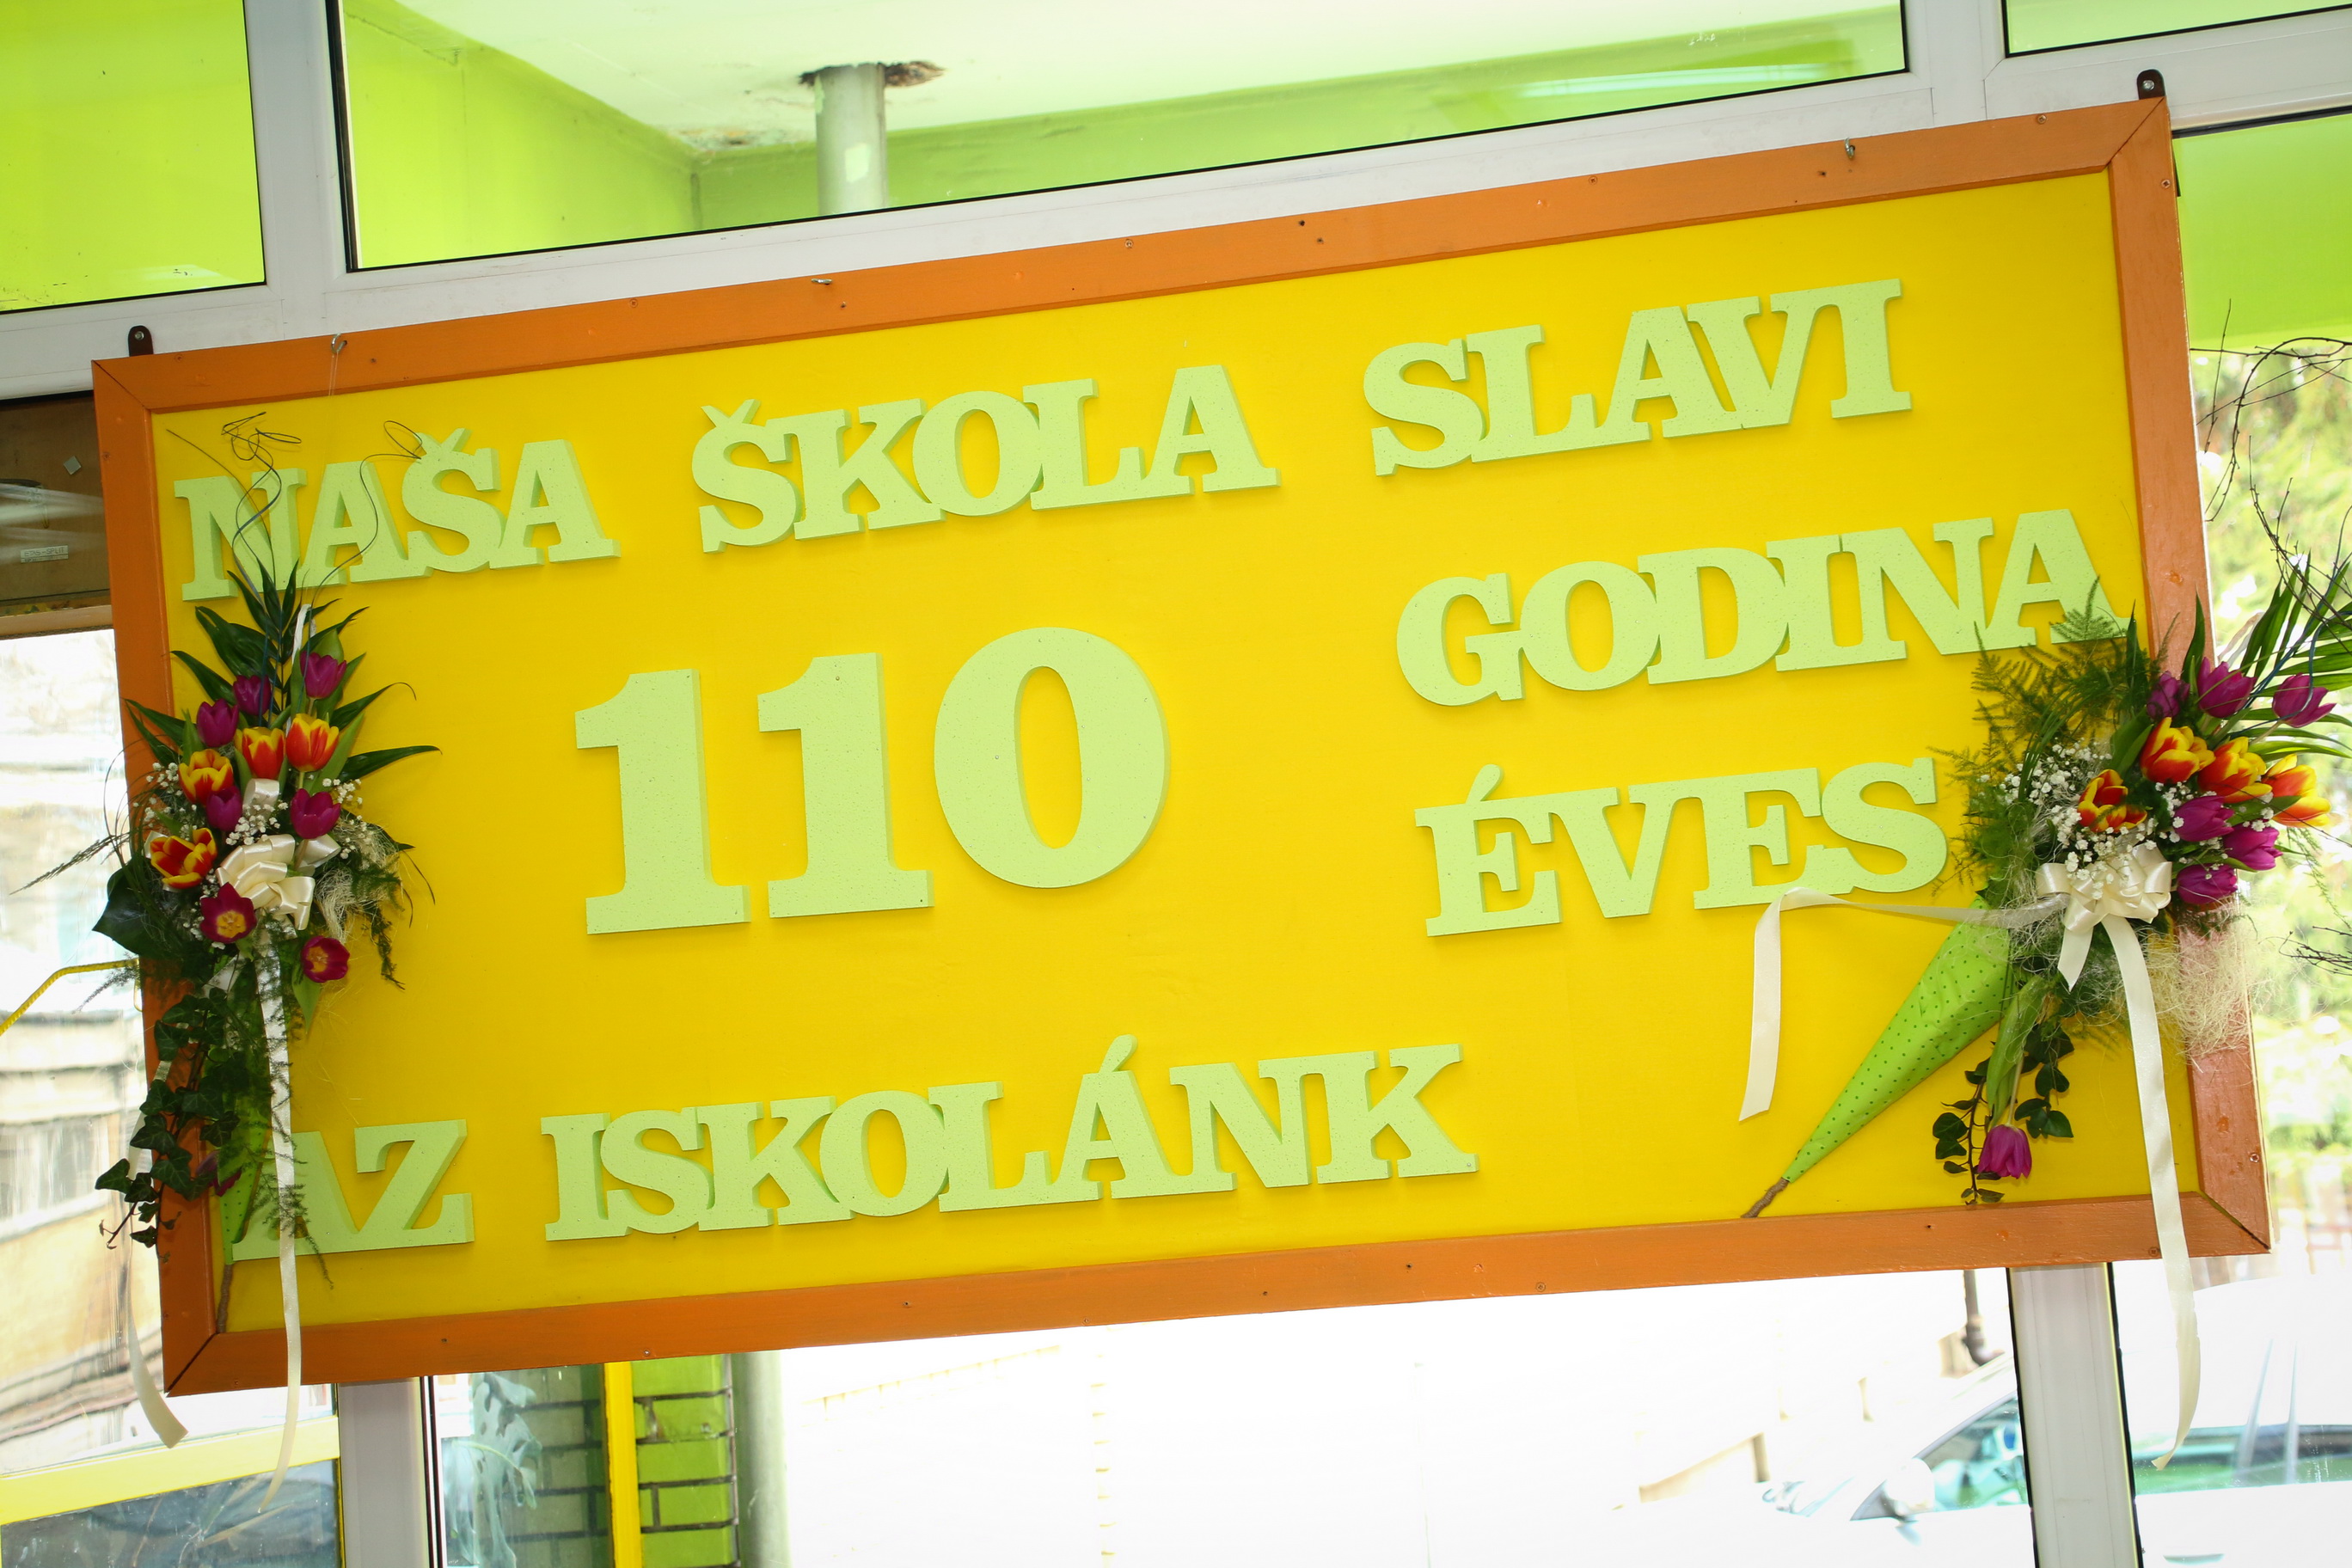 NAŠA ŠKOLA SLAVI
110 GODINA
ÉVES
AZ ISKOLÁNK